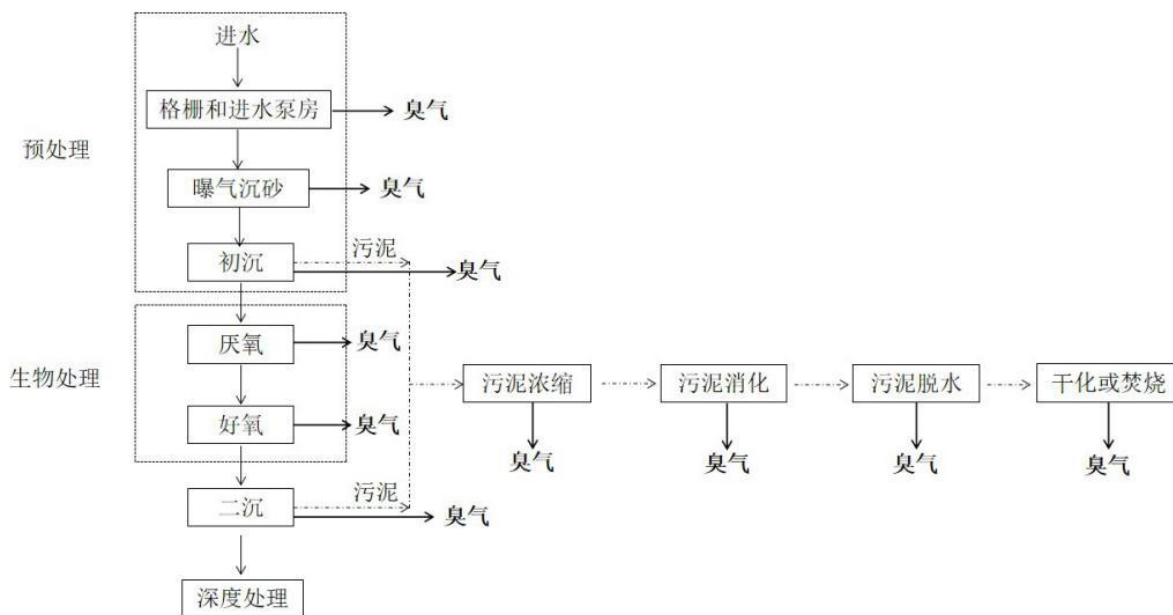 进水
格栅和进水泵房
臭气
预处理
曝气沉砂
臭气
污泥
初沉
臭气
厌氧
臭气
生物处理
污泥浓缩
污泥消化
污泥脱水
干化或焚烧
好氧
臭气
臭气
臭气
臭气
臭气
污泥
二沉
臭气
深度处理